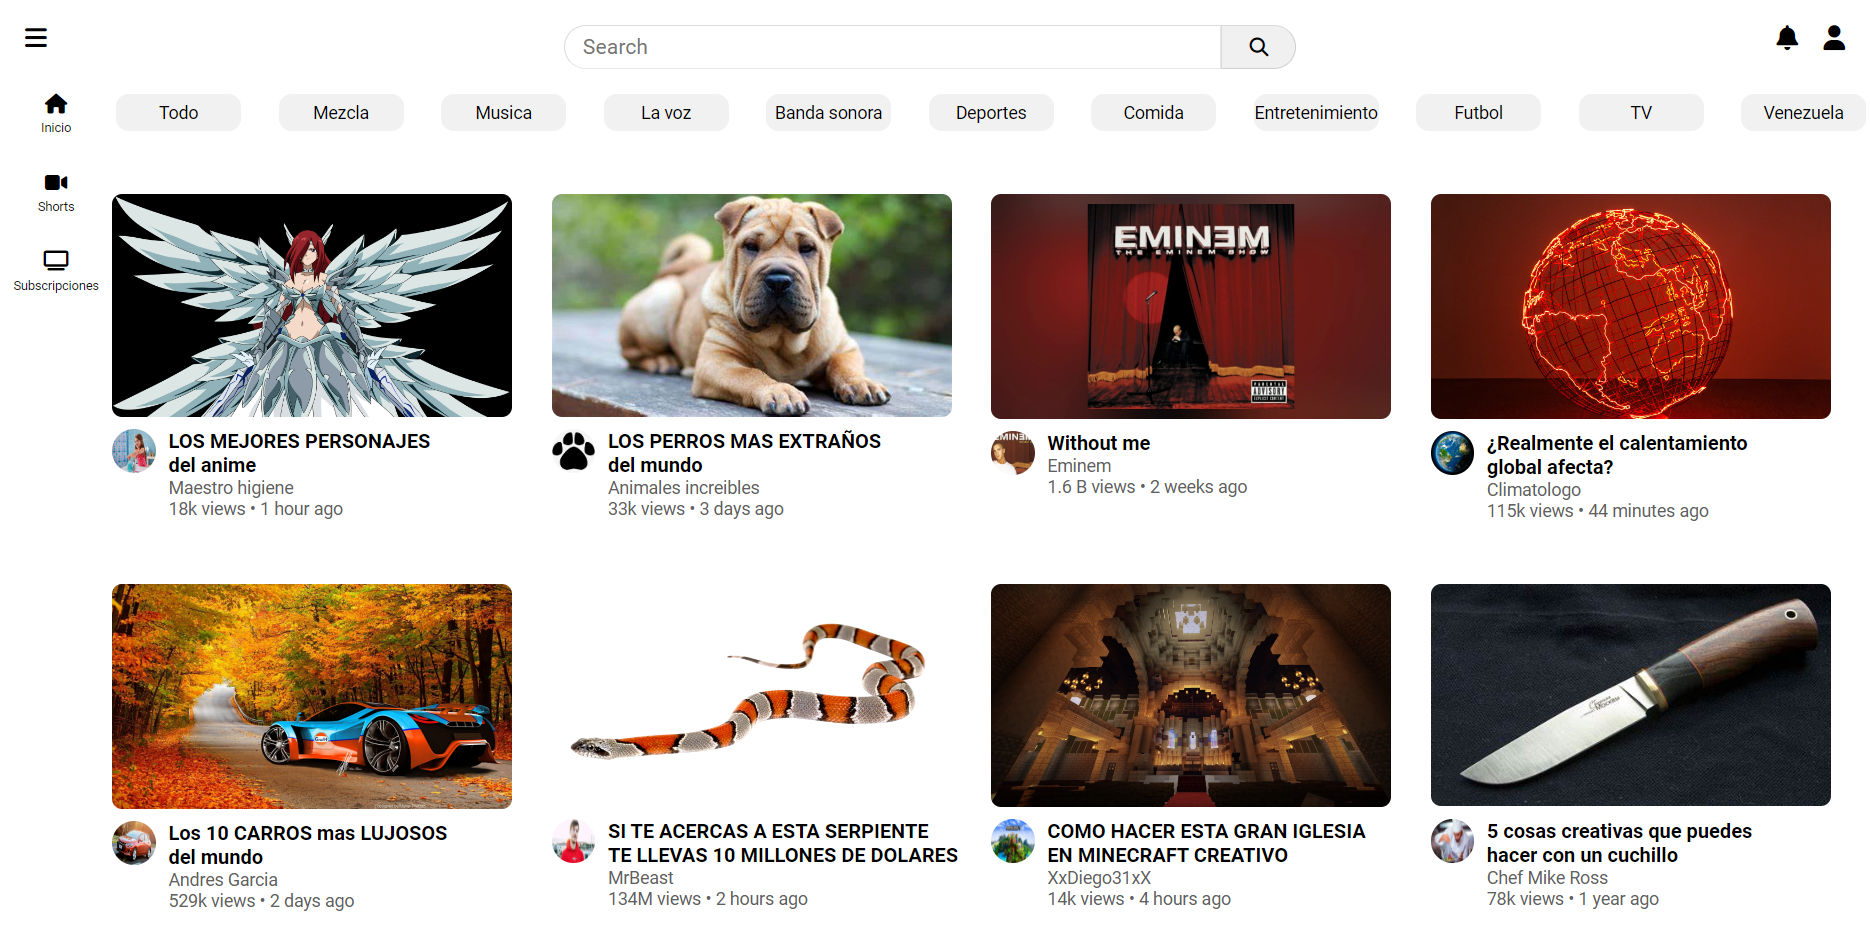 Search
Inicio
Shorts
Subscripciones
Todo
Mezcla
Musica
La voz
Banda sonora
Deportes
Comida
Entretenimiento
Futbol
TV
Venezuela
LOS MEJORES PERSONAJES
del anime
Maestro higiene
18k views • 1 hour ago
LOS PERROS MAS EXTRAÑOS
del mundo
Animales increibles
33k views • 3 days ago
EMINƎM
THE EMINEM SHOW
PARENTAL
ADVISORY
EXPLICIT CONTENT
Without me
Eminem
1.6 B views • 2 weeks ago
¿Realmente el calentamiento
global afecta?
Climatologo
115k views • 44 minutes ago
Gulf
Los 10 CARROS mas LUJOSOS
del mundo
Andres Garcia
529k views • 2 days ago
SI TE ACERCAS A ESTA SERPIENTE
TE LLEVAS 10 MILLONES DE DOLARES
MrBeast
134M views • 2 hours ago
COMO HACER ESTA GRAN IGLESIA
EN MINECRAFT CREATIVO
XxDiego31xX
14k views • 4 hours ago
5 cosas creativas que puedes
hacer con un cuchillo
Chef Mike Ross
78k views • 1 year ago